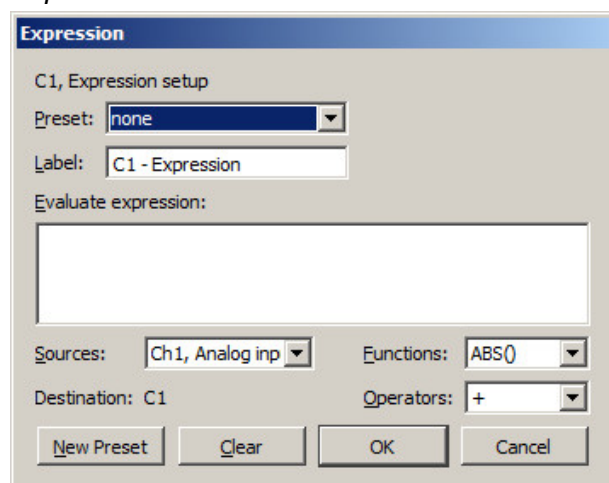 Expression
C1, Expression setup
Preset: none
Label: C1 - Expression
Evaluate expression:
Sources: Ch1, Analog inp Functions: ABS()
Destination: C1 Operators: +
New Preset Clear OK Cancel